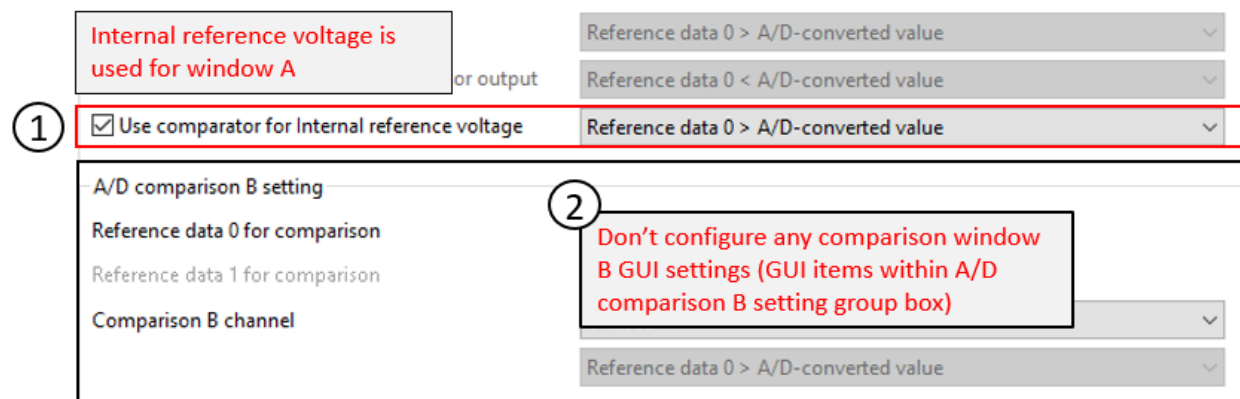 Internal reference voltage is
used for window A
Reference data 0 > A/D-converted value
or output
Reference data 0 < A/D-converted value
1
Use comparator for Internal reference voltage
Reference data 0 > A/D-converted value
A/D comparison B setting
2
Reference data 0 for comparison
Don't configure any comparison window
B GUI settings (GUI items within A/D
comparison B setting group box)
Reference data 1 for comparison
Comparison B channel
Reference data 0 > A/D-converted value